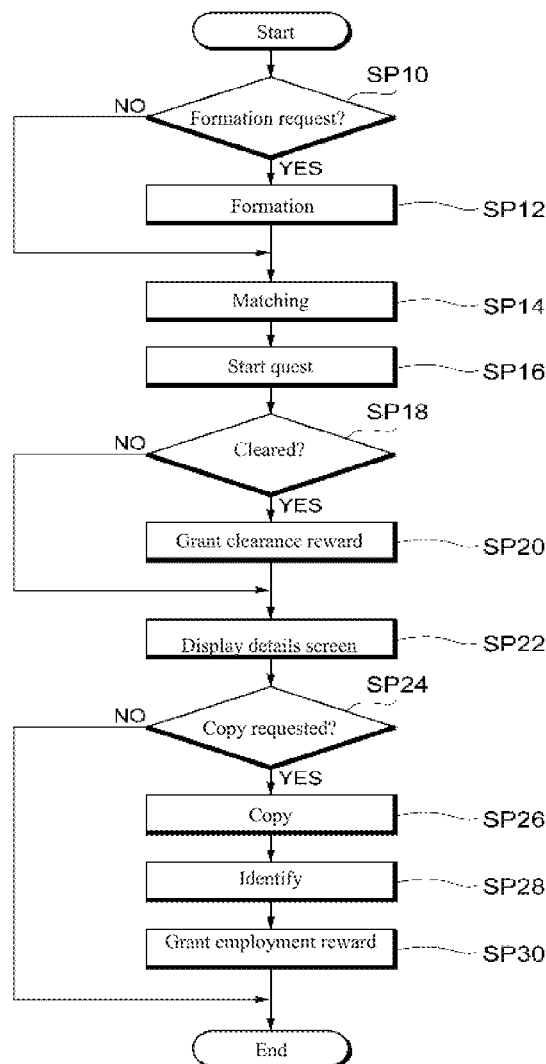 Start
SP10
NO
Formation request?
YES
Formation
SP12
Matching
SP14
Start quest
SP16
SP18
NO
Cleared?
YES
Grant clearance reward
SP20
Display details screen
SP22
SP24
NO
Copy requested?
YES
Copy
SP26
Identify
SP28
Grant employment reward
SP30
End